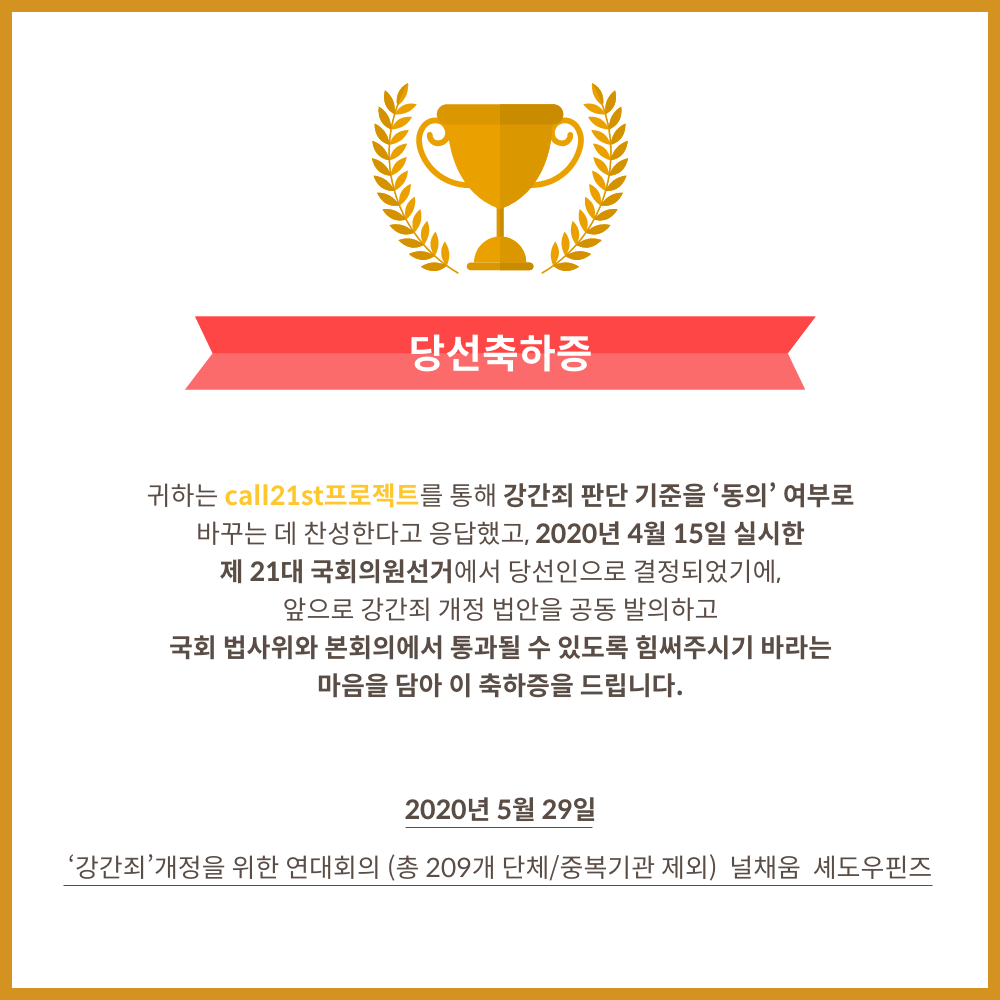 당선축하증
귀하는 call21st프로젝트를 통해 강간죄 판단 기준을 ‘동의’ 여부로
바꾸는 데 찬성한다고 응답했고, 2020년 4월 15일 실시한
제 21대 국회의원선거에서 당선인으로 결정되었기에,
앞으로 강간죄 개정 법안을 공동 발의하고
국회 법사위와 본회의에서 통과될 수 있도록 힘써주시기 바라는
마음을 담아 이 축하증을 드립니다.
2020년 5월 29일
‘강간죄’개정을 위한 연대회의 (총 209개 단체/중복기관 제외) 널채움 셰도우핀즈